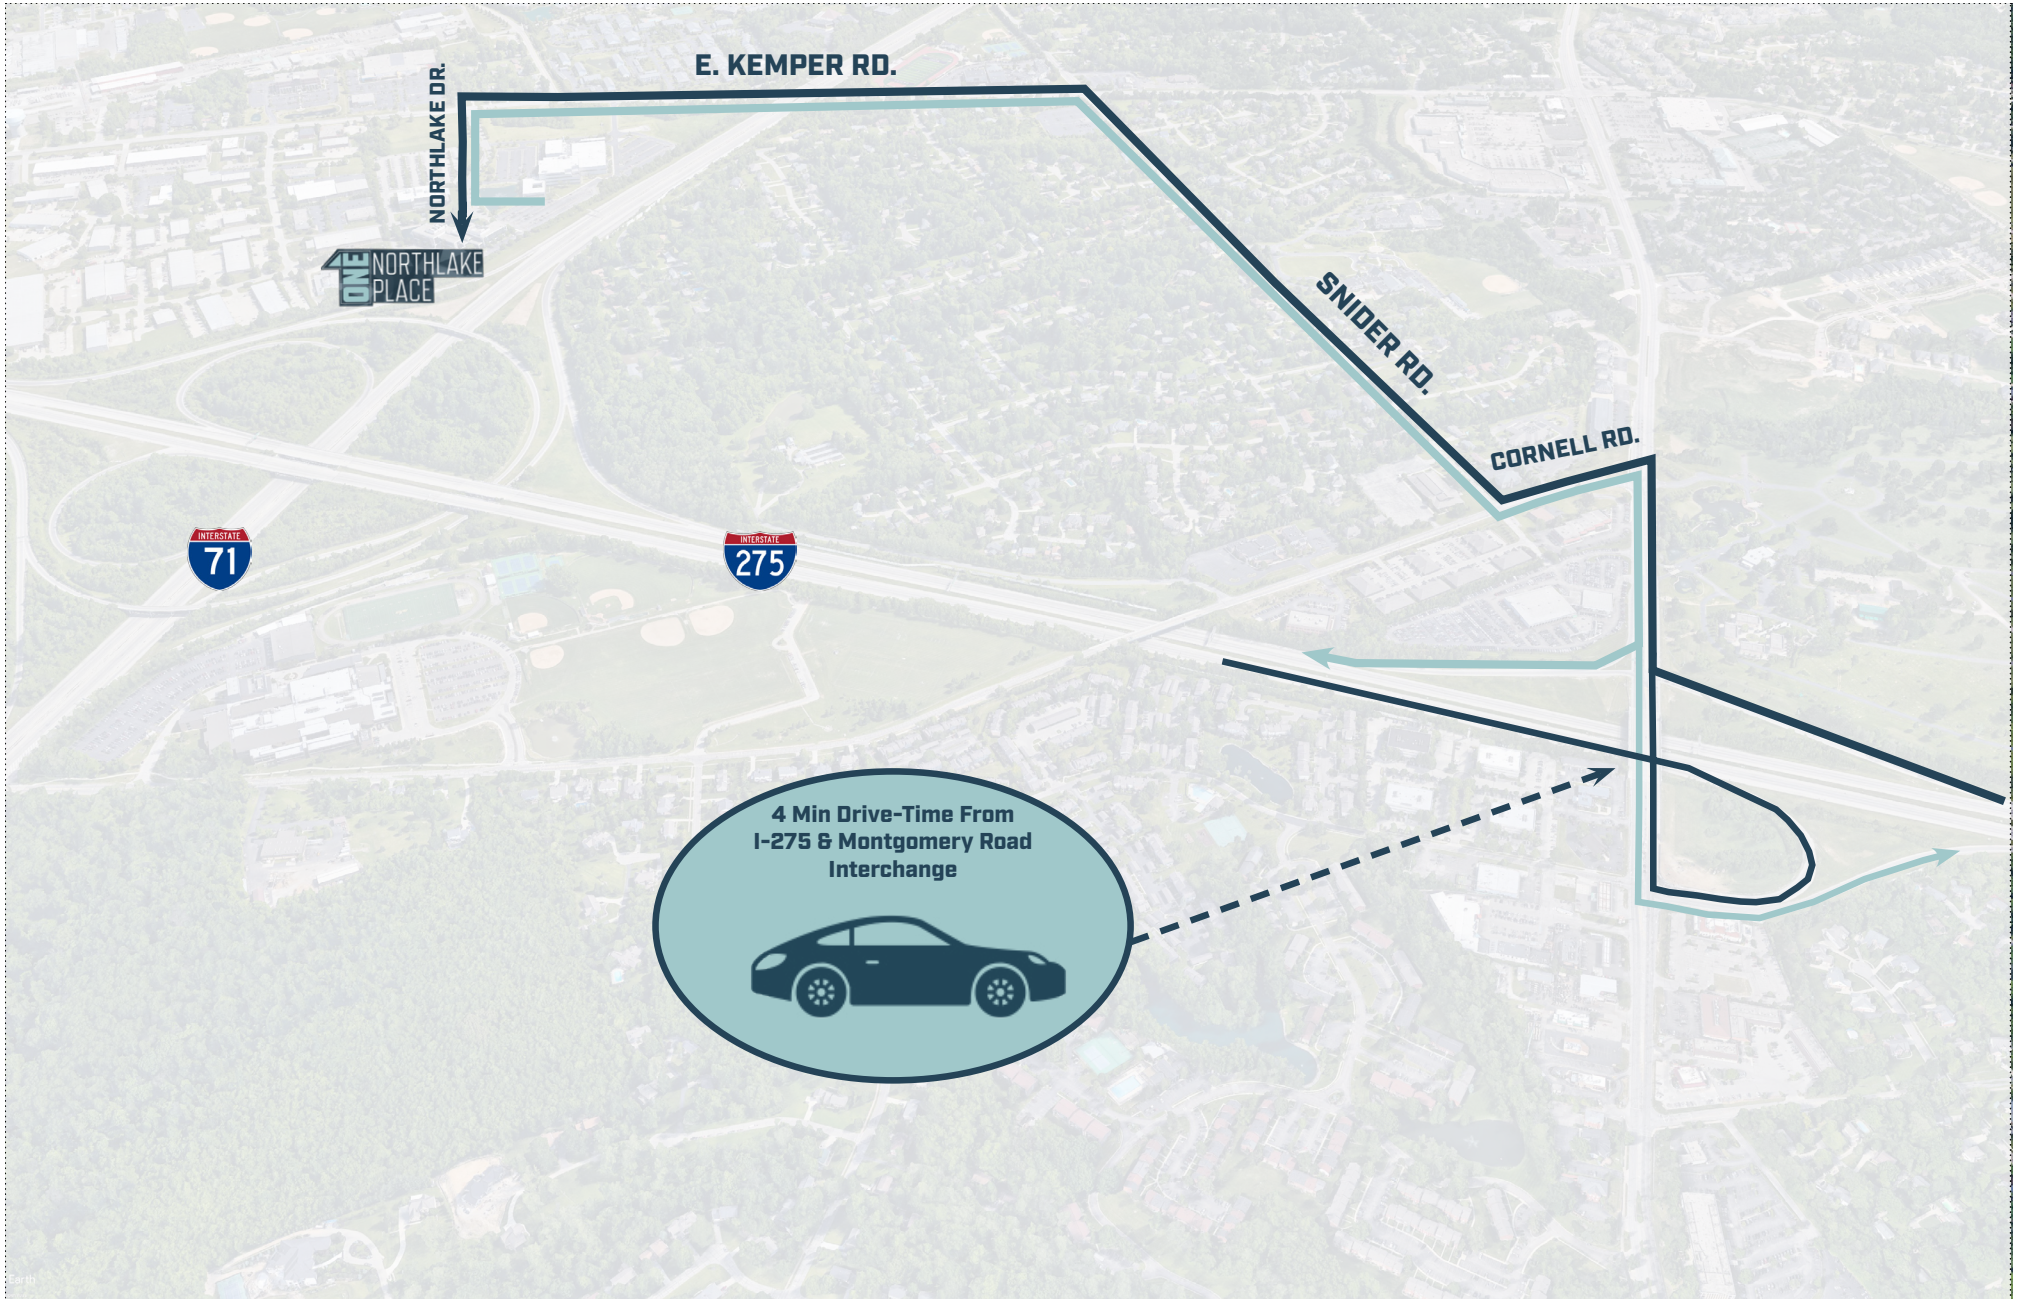 E. KEMPER RD.
NORTHLAKE DR.
ONE
NORTHLAKE
PLACE
SNIDER RD.
CORNELL RD.
INTERSTATE
71
INTERSTATE
275
4 Min Drive-Time From
I-275 & Montgomery Road
Interchange